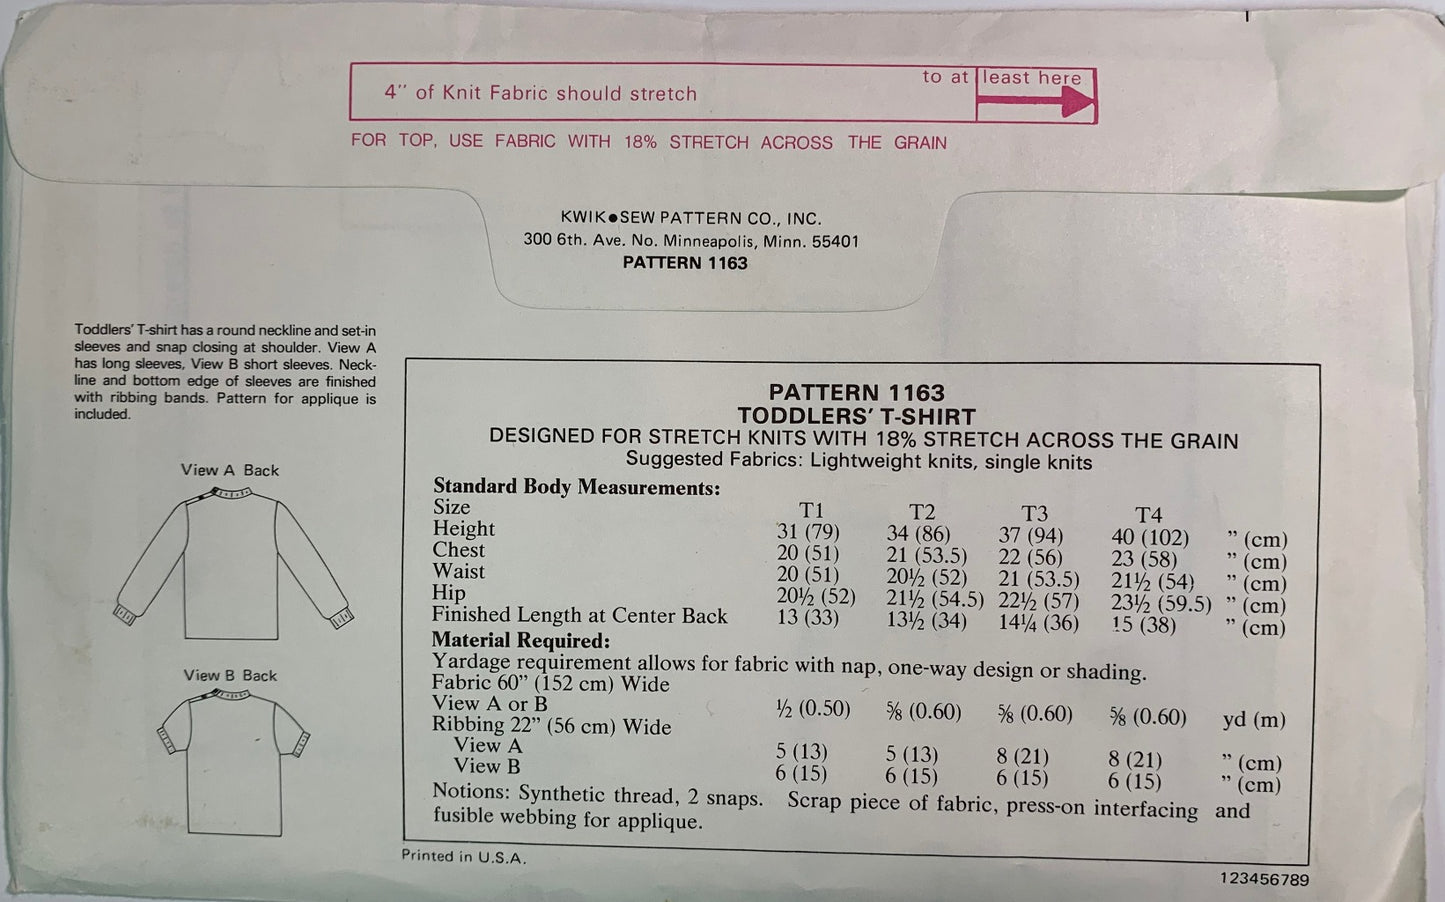 4" of Knit Fabric should stretch to at least here
FOR TOP, USE FABRIC WITH 18% STRETCH ACROSS THE GRAIN
KWIK●SEW PATTERN CO., INC.
300 6th. Ave. No. Minneapolis, Minn. 55401
PATTERN 1163
Toddlers' T-shirt has a round neckline and set-in
sleeves and snap closing at shoulder. View A
has long sleeves, View B short sleeves. Neck-
line and bottom edge of sleeves are finished
with ribbing bands. Pattern for applique is
included.
View A Back
View B Back
PATTERN 1163
TODDLERS' T-SHIRT
DESIGNED FOR STRETCH KNITS WITH 18% STRETCH ACROSS THE GRAIN
Suggested Fabrics: Lightweight knits, single knits
Standard Body Measurements:
Size T1 T2 T3 T4
Height 31 (79) 34 (86) 37 (94) 40 (102) " (cm)
Chest 20 (51) 21 (53.5) 22 (56) 23 (58) " (cm)
Waist 20 (51) 20½ (52) 21 (53.5) 21½ (54) " (cm)
Hip 20½ (52) 21½ (54.5) 22½ (57) 23½ (59.5) " (cm)
Finished Length at Center Back 13 (33) 13½ (34) 14¼ (36) 15 (38) " (cm)
Material Required:
Yardage requirement allows for fabric with nap, one-way design or shading.
Fabric 60" (152 cm) Wide
View A or B ½ (0.50) ⅝ (0.60) ⅝ (0.60) ⅝ (0.60) yd (m)
Ribbing 22" (56 cm) Wide
View A 5 (13) 5 (13) 8 (21) 8 (21) " (cm)
View B 6 (15) 6 (15) 6 (15) 6 (15) " (cm)
Notions: Synthetic thread, 2 snaps. Scrap piece of fabric, press-on interfacing and
fusible webbing for applique.
Printed in U.S.A.
123456789